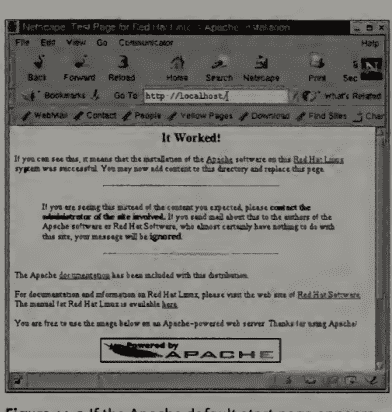 Netscape: Test Page for Red Hat Linux's Apache Installation
File Edit View Go Communicator Help
Back Forward Reload Home Search Netscape Print Sec
Bookmarks Go To http://localhost/ What's Related
WebMail Contact People Yellow Pages Download Find Sites Chan
It Worked!
If you can see this, it means that the installation of the Apache software on this Red Hat Linux
system was successful. You may now add content to this directory and replace this page.
If you are seeing this instead of the content you expected, please contact the
administrator of the site involved. If you send mail about this to the authors of the
Apache software or Red Hat Software, who almost certainly have nothing to do with
this site, your message will be ignored.
The Apache documentation has been included with this distribution.
For documentation and information on Red Hat Linux, please visit the web site of Red Hat Software.
The manual for Red Hat Linux is available here.
You are free to use the image below on an Apache-powered web server. Thanks for using Apache!
Powered by
APACHE
If the Apache default start page appears